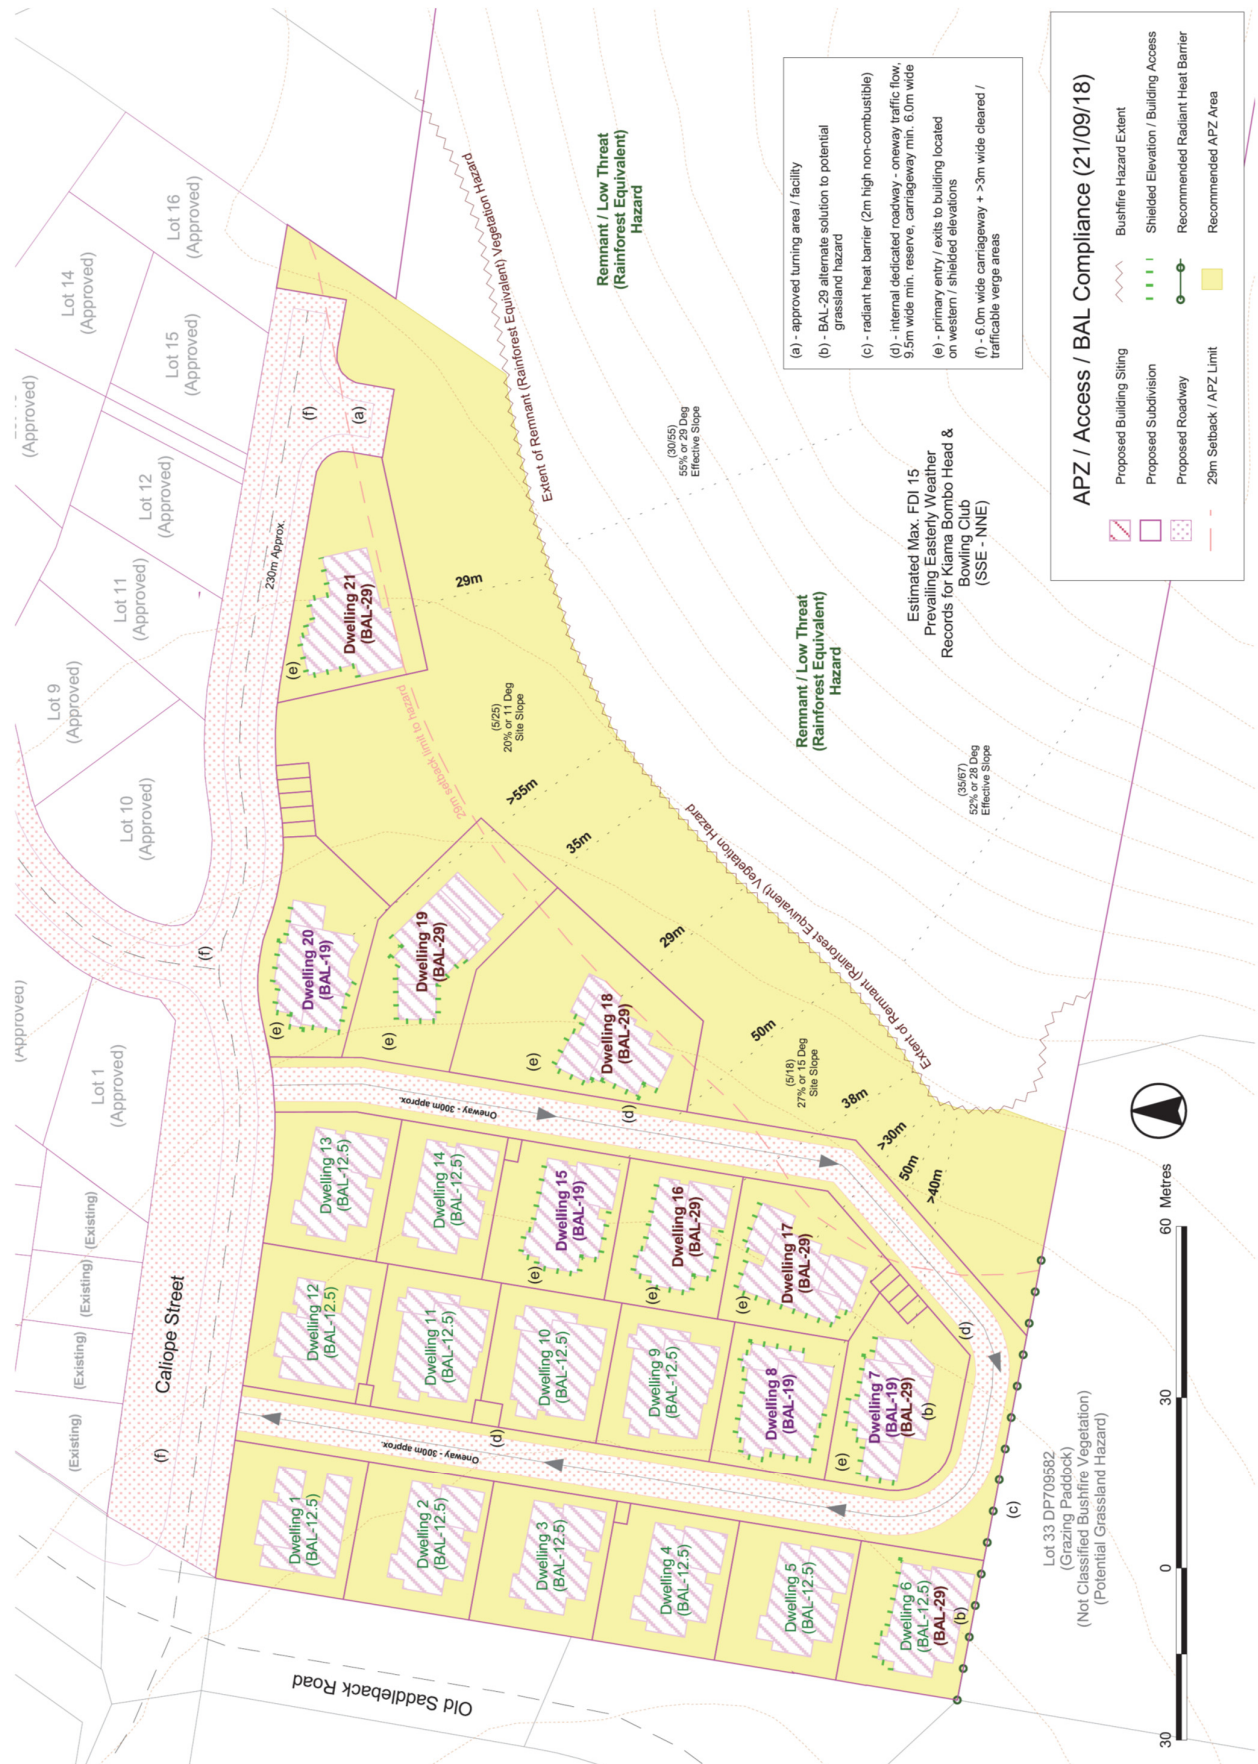 APZ / Access / BAL Compliance (21/09/18)
Proposed Building Siting
Proposed Subdivision
Proposed Roadway
29m Setback / APZ Limit
Bushfire Hazard Extent
Shielded Elevation / Building Access
Recommended Radiant Heat Barrier
Recommended APZ Area
(a) - approved turning area / facility
(b) - BAL-29 alternate solution to potential
grassland hazard
(c) - radiant heat barrier (2m high non-combustible)
(d) - internal dedicated roadway - oneway traffic flow,
9.5m wide min. reserve, carriageway min. 6.0m wide
(e) - primary entry / exits to building located
on western / shielded elevations
(f) - 6.0m wide carriageway + >3m wide cleared /
trafficable verge areas
Old Saddleback Road
Caliope Street
(f)
(Existing)
(Existing)
(Existing)
(Existing)
Lot 1
(Approved)
(Approved)
Lot 10
(Approved)
Lot 9
(Approved)
Lot 11
(Approved)
Lot 12
(Approved)
(Approved)
Lot 14
(Approved)
Lot 15
(Approved)
Lot 16
(Approved)
(f)
230m Approx.
(f)
(a)
Dwelling 1
(BAL-12.5)
Dwelling 2
(BAL-12.5)
Dwelling 3
(BAL-12.5)
Dwelling 4
(BAL-12.5)
Dwelling 5
(BAL-12.5)
Dwelling 6
(BAL-12.5)
(BAL-29)
(b)
Oneway - 300m approx.
(d)
Dwelling 12
(BAL-12.5)
Dwelling 11
(BAL-12.5)
Dwelling 10
(BAL-12.5)
Dwelling 9
(BAL-12.5)
Dwelling 8
(BAL-19)
Dwelling 7
(BAL-19)
(BAL-29)
(b)
(e)
Dwelling 13
(BAL-12.5)
Dwelling 14
(BAL-12.5)
Dwelling 15
(BAL-19)
(e)
Dwelling 16
(BAL-29)
(e)
Dwelling 17
(BAL-29)
(e)
(d)
Oneway - 300m approx.
(d)
Dwelling 20
(BAL-19)
(e)
Dwelling 19
(BAL-29)
(e)
Dwelling 18
(BAL-29)
(e)
Dwelling 21
(BAL-29)
(e)
29m setback limit to hazard
29m
(5/25)
20% or 11 Deg
Site Slope
>55m
35m
29m
50m
(5/18)
27% or 15 Deg
Site Slope
38m
>30m
50m
>40m
Extent of Remnant (Rainforest Equivalent) Vegetation Hazard
Extent of Remnant (Rainforest Equivalent) Vegetation Hazard
Remnant / Low Threat
(Rainforest Equivalent)
Hazard
(30/55)
55% or 29 Deg
Effective Slope
Remnant / Low Threat
(Rainforest Equivalent)
Hazard
Estimated Max. FDI 15
Prevailing Easterly Weather
Records for Kiama Bombo Head &
Bowling Club
(SSE - NNE)
(35/67)
52% or 28 Deg
Effective Slope
(c)
Lot 33 DP709582
(Grazing Paddock)
(Not Classified Bushfire Vegetation)
(Potential Grassland Hazard)
30 0 30 60 Metres